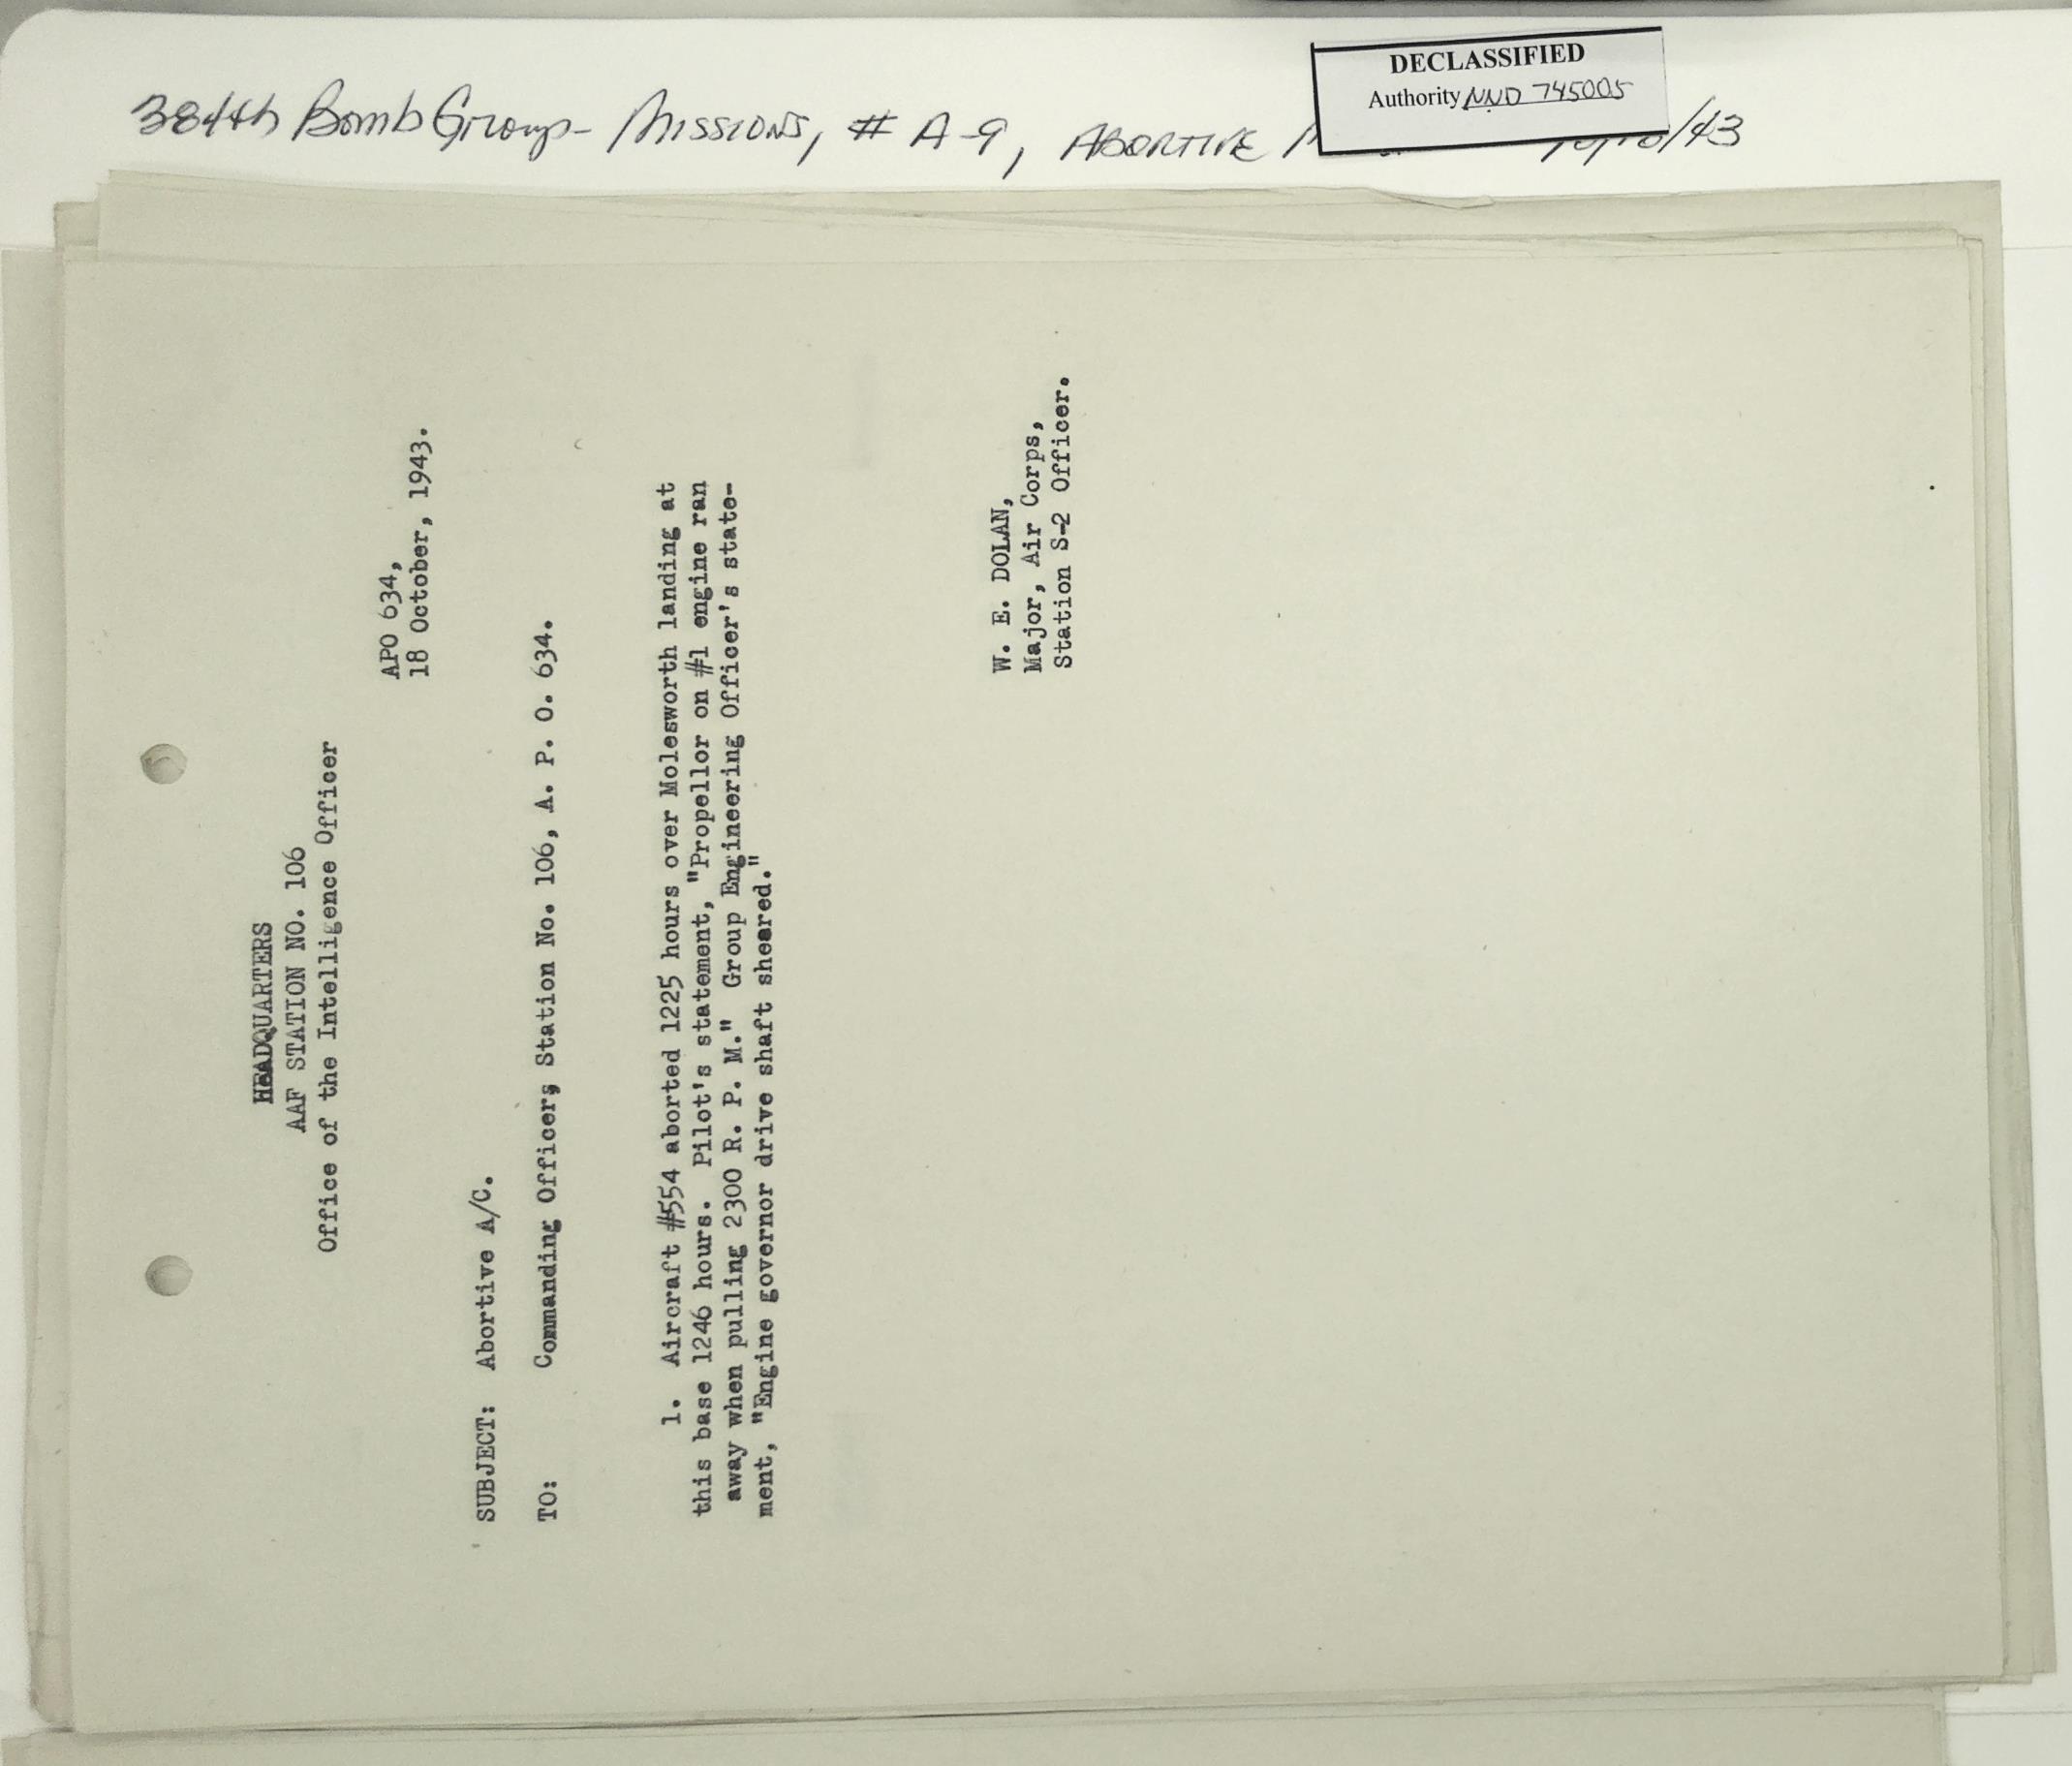 384th Bomb Group- Missions, # A-9, ABORTIVE /43
DECLASSIFIED
Authority NND 745005
HEADQUARTERS
AAF STATION NO. 106
Office of the Intelligence Officer
APO 634,
18 October, 1943.
SUBJECT: Abortive A/C.
TO: Commanding Officer, Station No. 106, A. P. O. 634.
1. Aircraft #554 aborted 1225 hours over Molesworth landing at
this base 1246 hours. Pilot's statement, "Propellor on #1 engine ran
away when pulling 2300 R. P. M." Group Engineering Officer's state-
ment, "Engine governor drive shaft sheared."
W. E. DOLAN,
Major, Air Corps,
Station S-2 Officer.